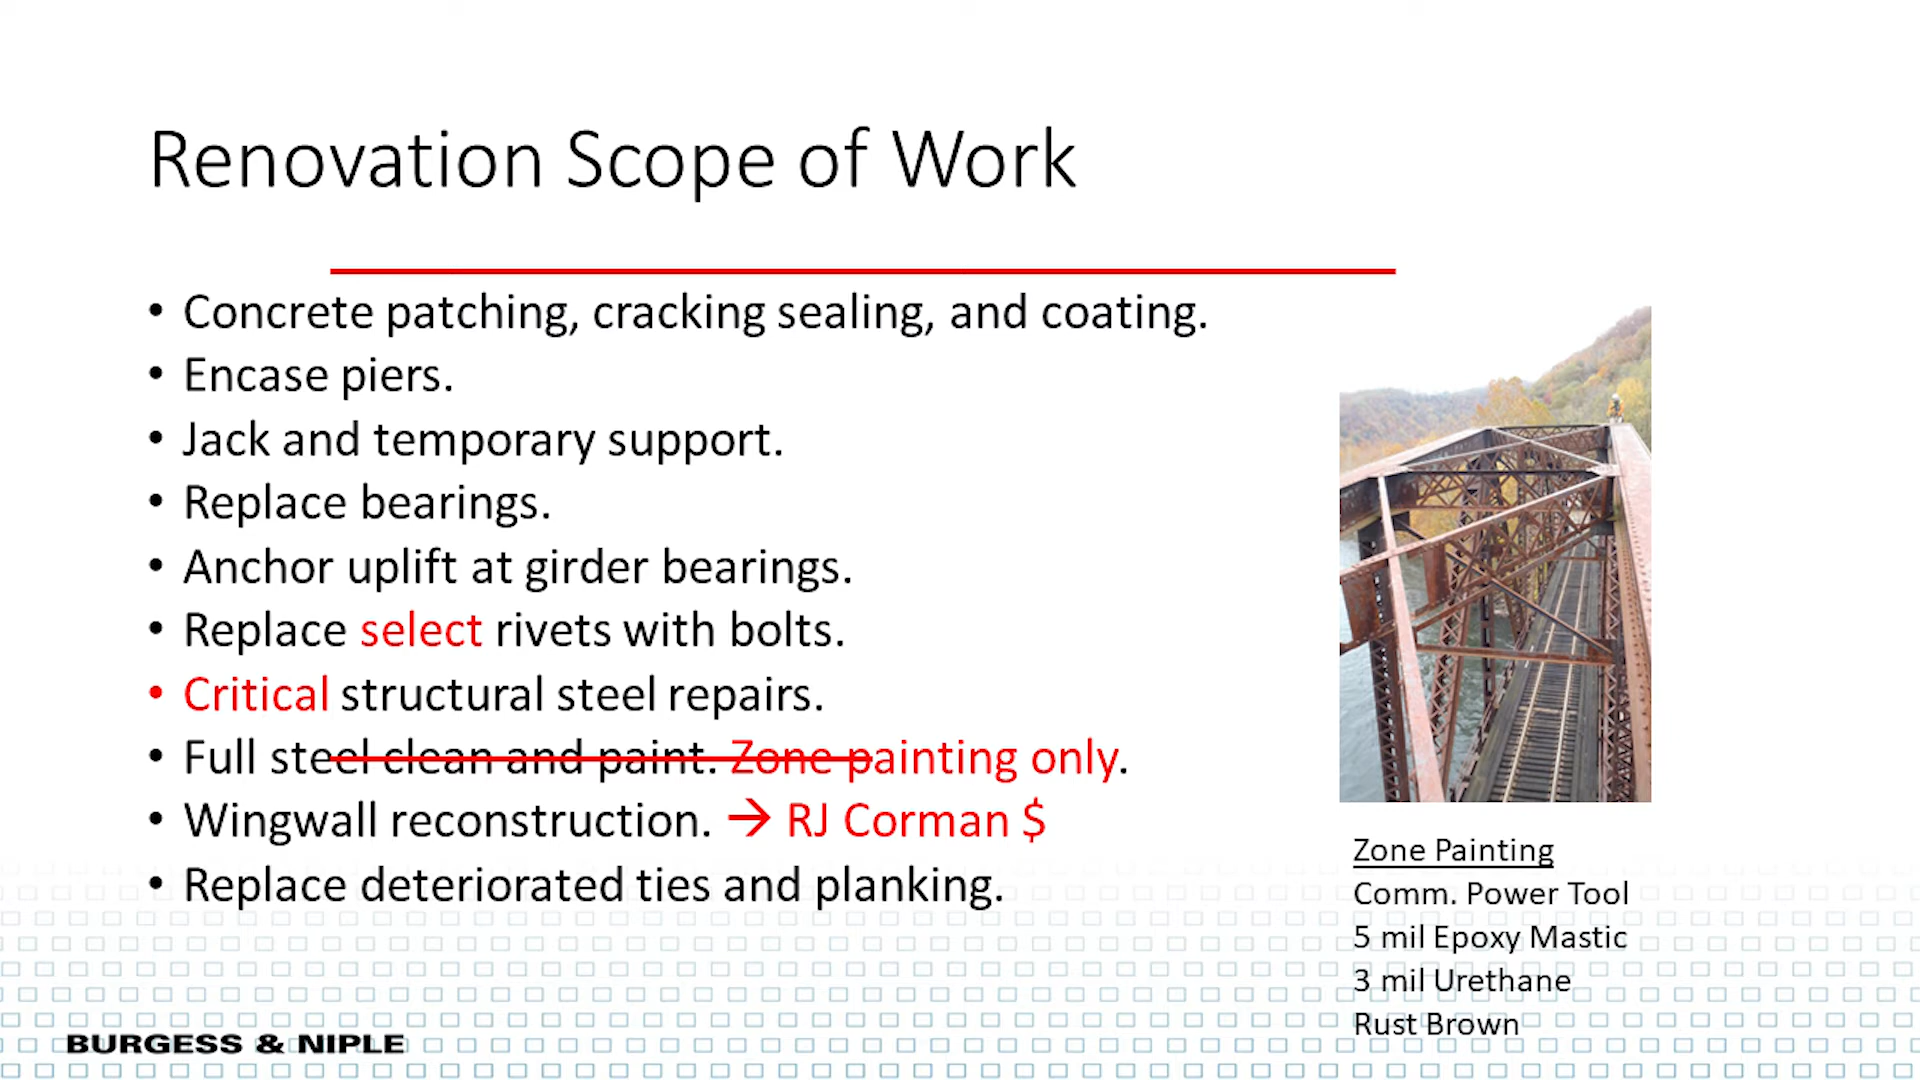 Renovation Scope of Work
• Concrete patching, cracking sealing, and coating.
• Encase piers.
• Jack and temporary support.
• Replace bearings.
• Anchor uplift at girder bearings.
• Replace select rivets with bolts.
• Critical structural steel repairs.
• Full steel clean and paint. Zone painting only.
• Wingwall reconstruction. → RJ Corman $
• Replace deteriorated ties and planking.
Zone Painting
Comm. Power Tool
5 mil Epoxy Mastic
3 mil Urethane
Rust Brown
BURGESS & NIPLE